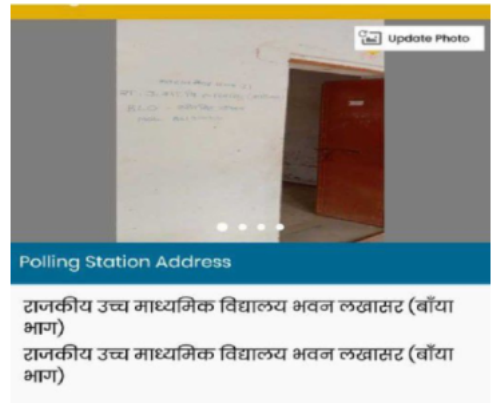 Update Photo
BLO -
Polling Station Address
राजकीय उच्च माध्यमिक विद्यालय भवन लखासर (बाँया
भाग)
राजकीय उच्च माध्यमिक विद्यालय भवन लखासर (बाँया
भाग)